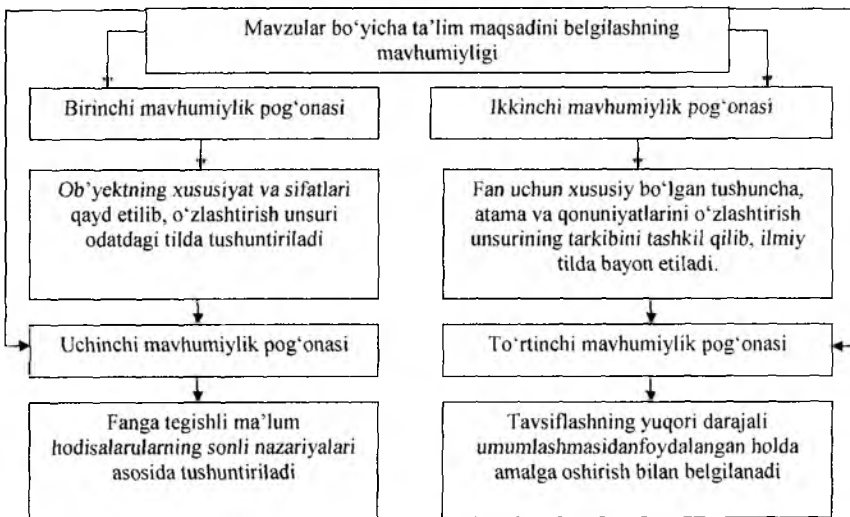 Mavzular bo‘yicha ta’lim maqsadini belgilashning
mavhumiyligi
Birinchi mavhumiylik pog‘onasi
Ikkinchi mavhumiylik pog‘onasi
Ob’yektning xususiyat va sifatlari
qayd etilib, o‘zlashtirish unsuri
odatdagi tilda tushuntiriladi
Fan uchun xususiy bo‘lgan tushuncha,
atama va qonuniyatlarini o‘zlashtirish
unsurining tarkibini tashkil qilib, ilmiy
tilda bayon etiladi.
Uchinchi mavhumiylik pog‘onasi
To‘rtinchi mavhumiylik pog‘onasi
Fanga tegishli ma’lum
hodisalarularning sonli nazariyalari
asosida tushuntiriladi
Tavsiflashning yuqori darajali
umumlashmasidanfoydalangan holda
amalga oshirish bilan belgilanadi